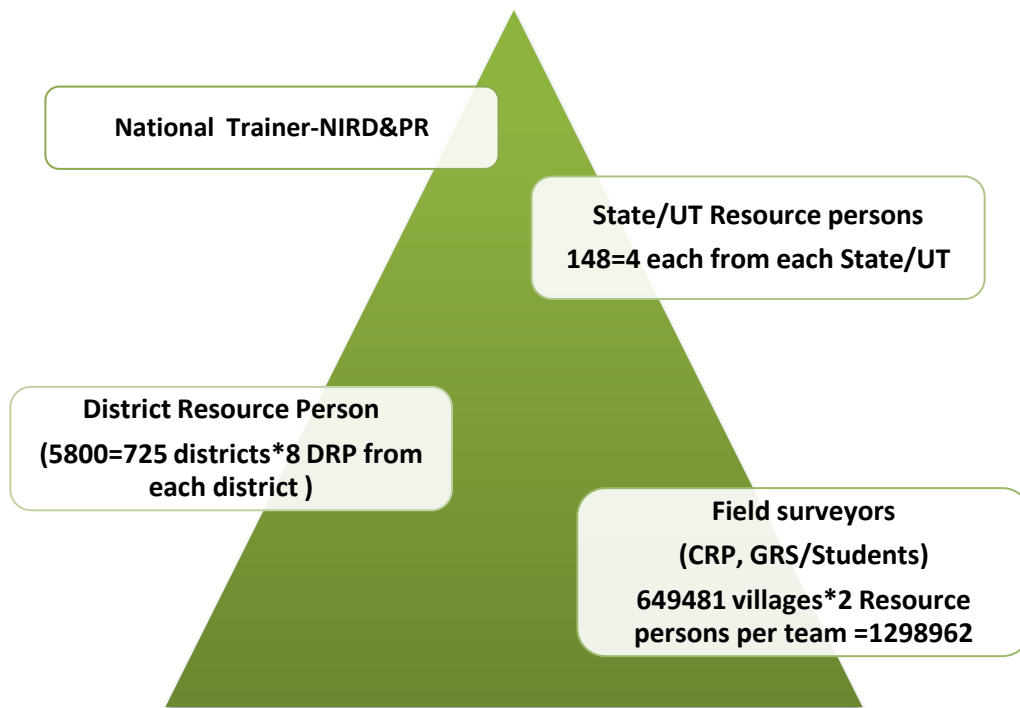 National Trainer-NIRD&PR
State/UT Resource persons
148=4 each from each State/UT
District Resource Person
(5800=725 districts*8 DRP from
each district )
Field surveyors
(CRP, GRS/Students)
649481 villages*2 Resource
persons per team =1298962